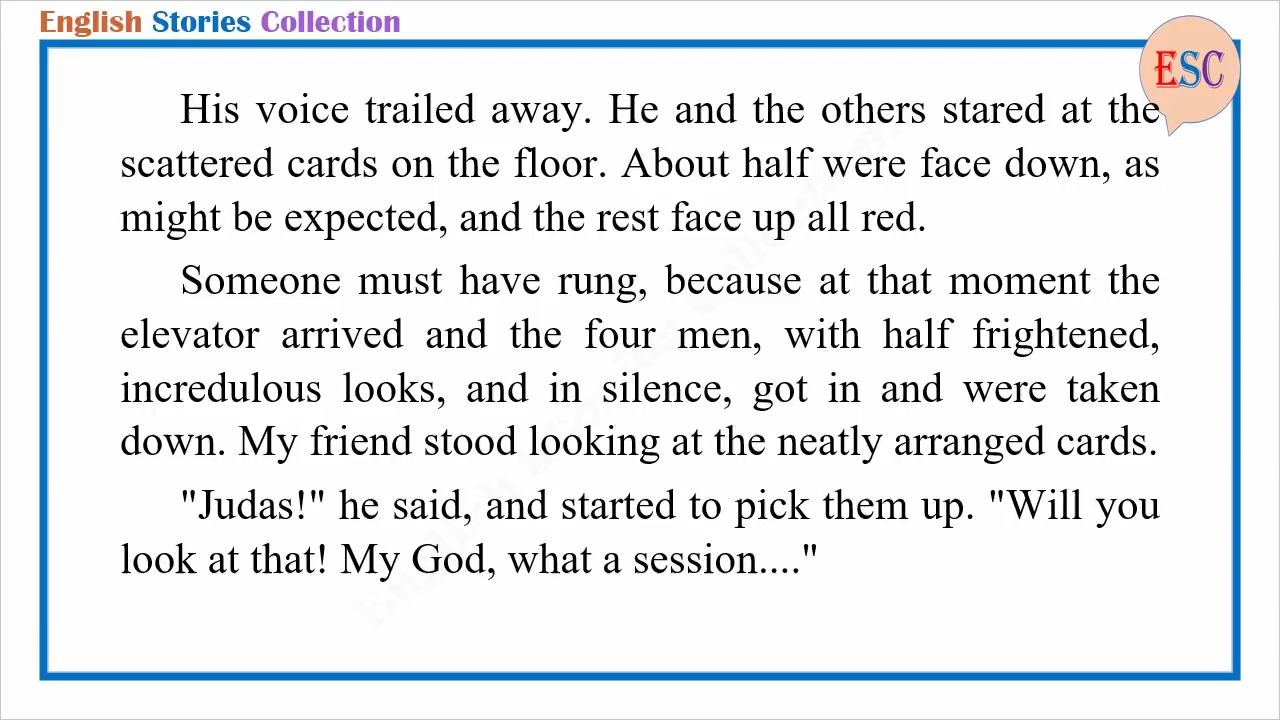 English Stories Collection
ESC
His voice trailed away. He and the others stared at the
scattered cards on the floor. About half were face down, as
might be expected, and the rest face up all red.
Someone must have rung, because at that moment the
elevator arrived and the four men, with half frightened,
incredulous looks, and in silence, got in and were taken
down. My friend stood looking at the neatly arranged cards.
"Judas!" he said, and started to pick them up. "Will you
look at that! My God, what a session...."